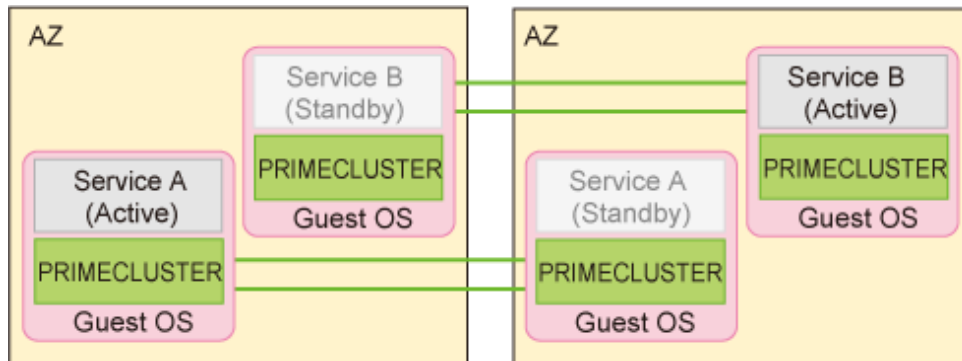 AZ
Service B
(Standby)
PRIMECLUSTER
Guest OS
Service A
(Active)
PRIMECLUSTER
Guest OS
AZ
Service B
(Active)
PRIMECLUSTER
Guest OS
Service A
(Standby)
PRIMECLUSTER
Guest OS